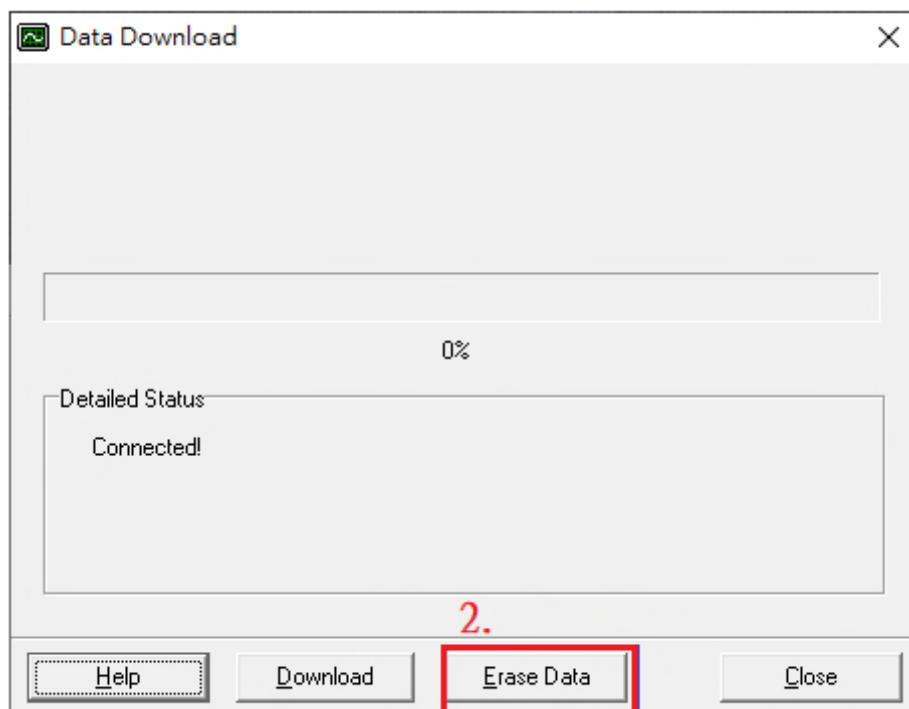 Data Download
0%
Detailed Status
Connected!
2.
Help Download Erase Data Close